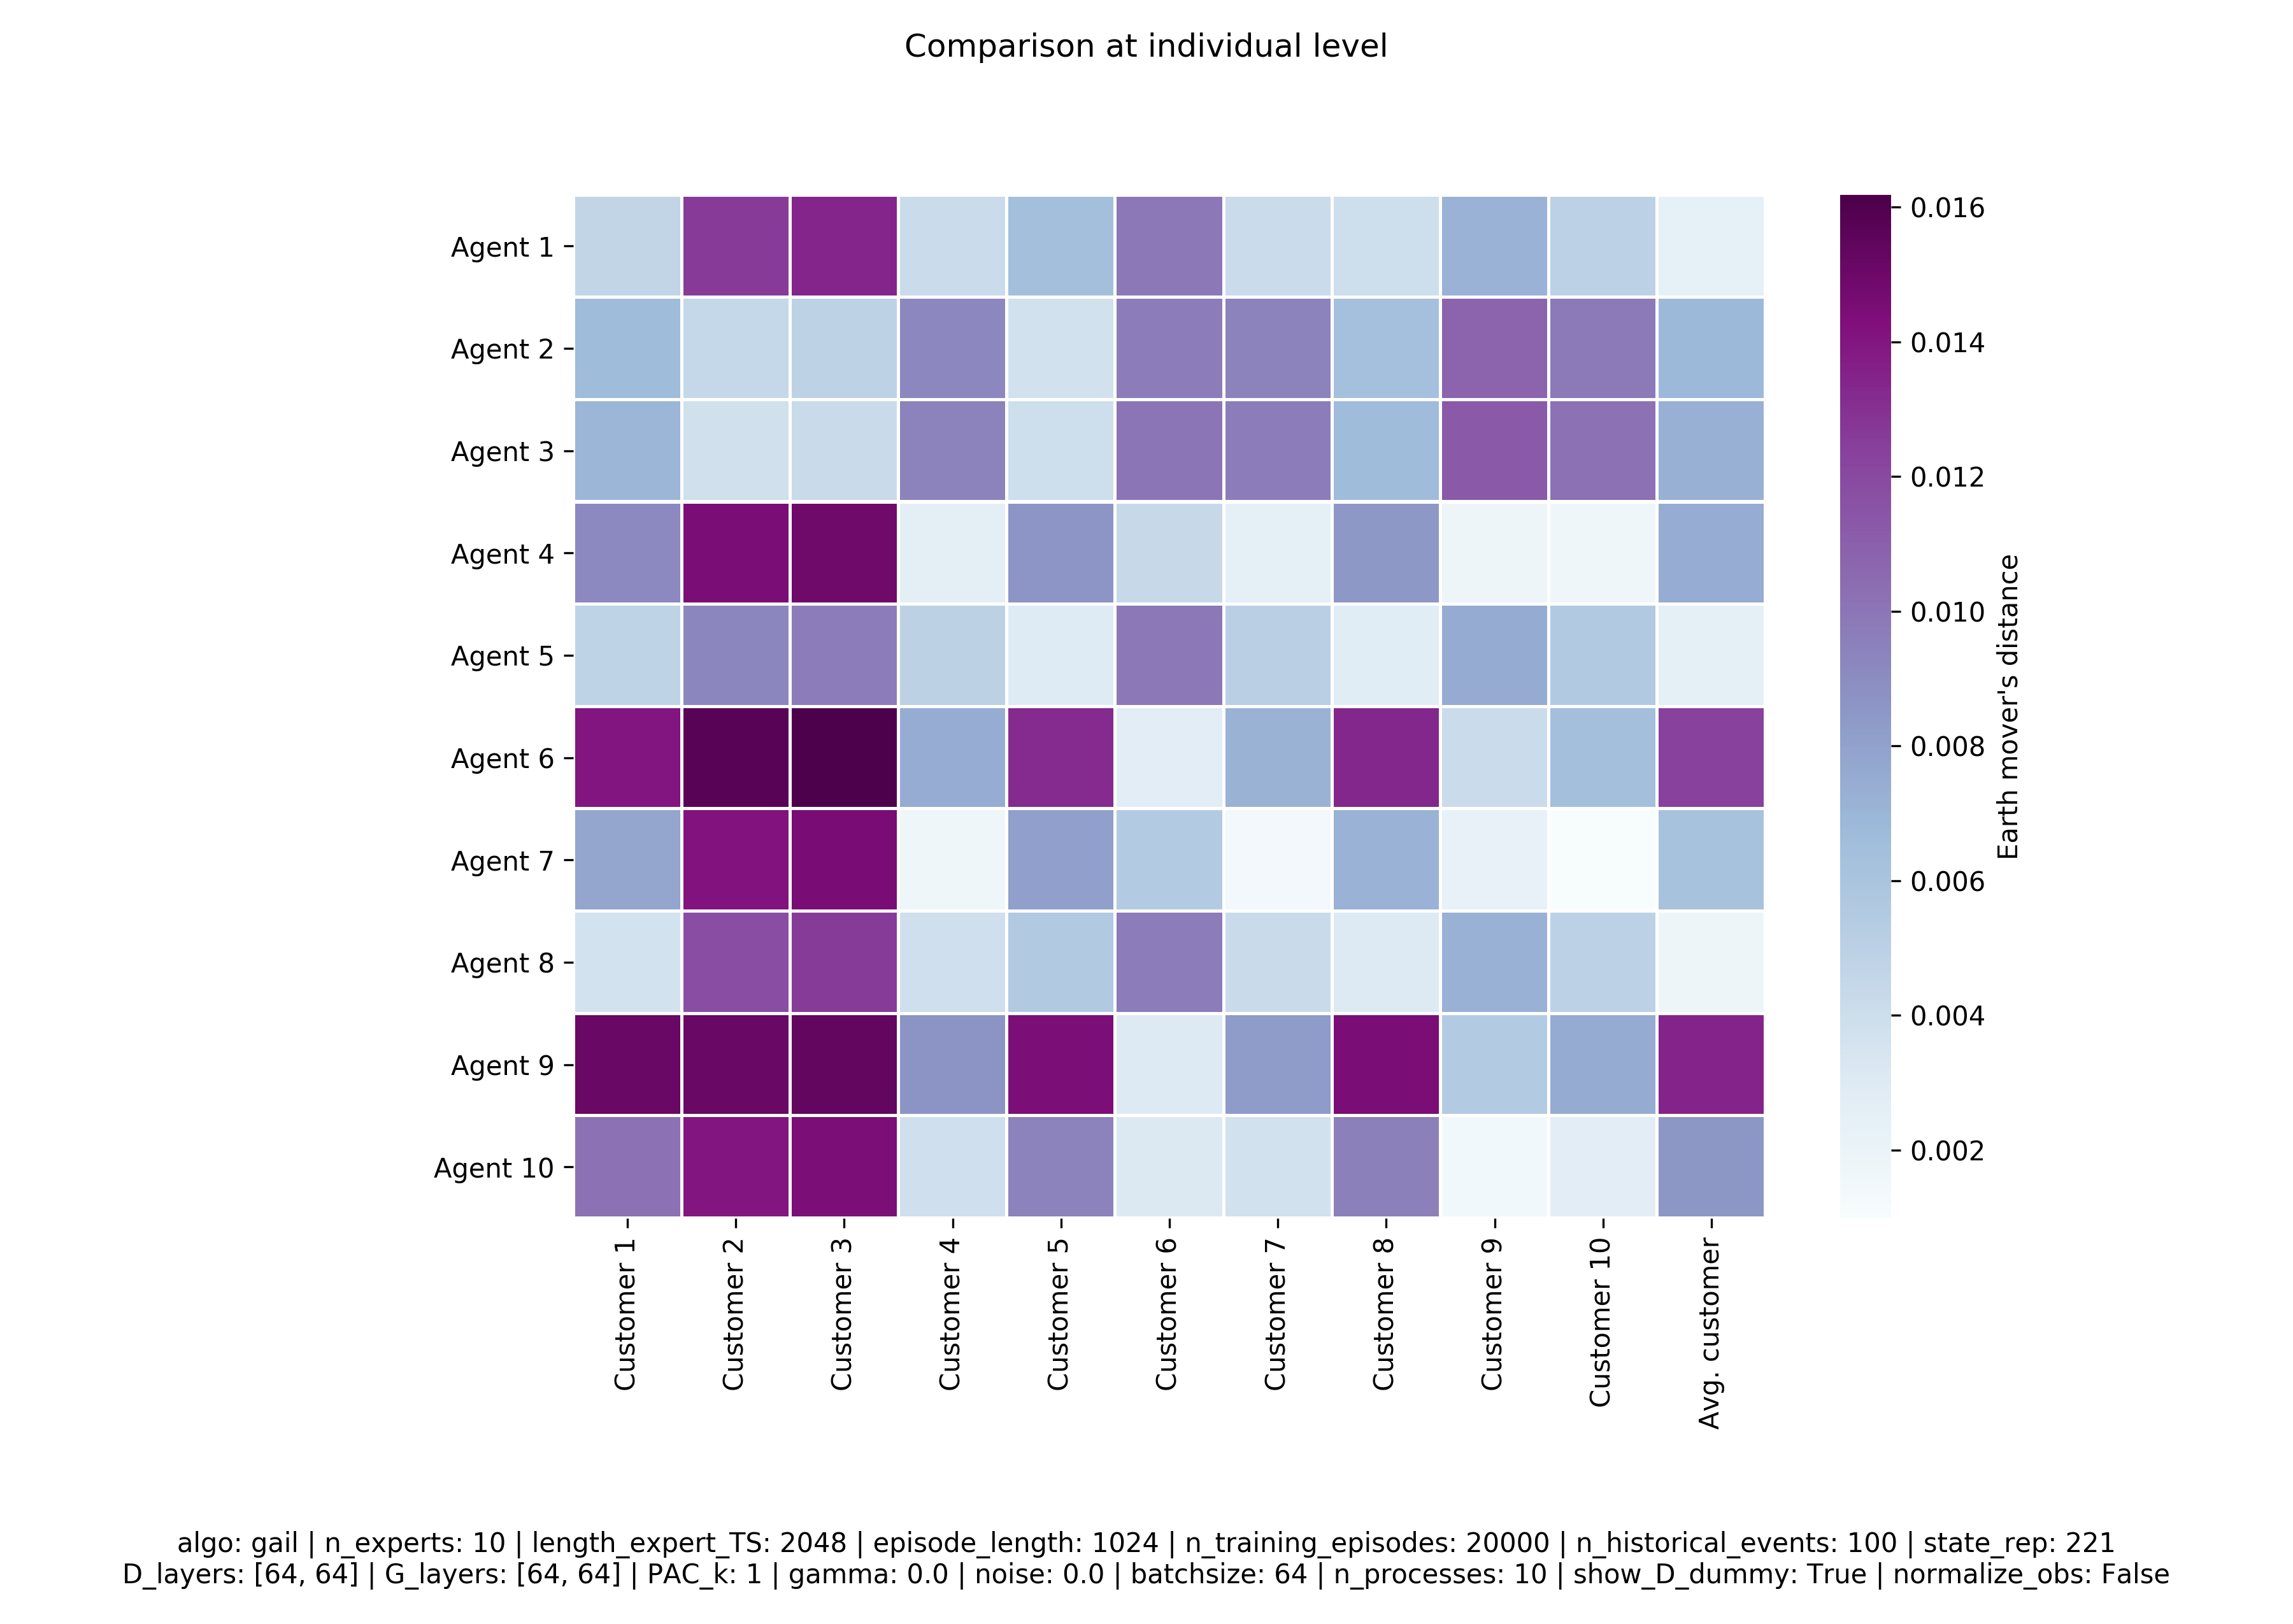 Comparison at individual level
Agent 1
Agent 2
Agent 3
Agent 4
Agent 5
Agent 6
Agent 7
Agent 8
Agent 9
Agent 10
Customer 1
Customer 2
Customer 3
Customer 4
Customer 5
Customer 6
Customer 7
Customer 8
Customer 9
Customer 10
Avg. customer
0.016
0.014
0.012
0.010
0.008
0.006
0.004
0.002
Earth mover's distance
algo: gail | n_experts: 10 | length_expert_TS: 2048 | episode_length: 1024 | n_training_episodes: 20000 | n_historical_events: 100 | state_rep: 221
D_layers: [64, 64] | G_layers: [64, 64] | PAC_k: 1 | gamma: 0.0 | noise: 0.0 | batchsize: 64 | n_processes: 10 | show_D_dummy: True | normalize_obs: False